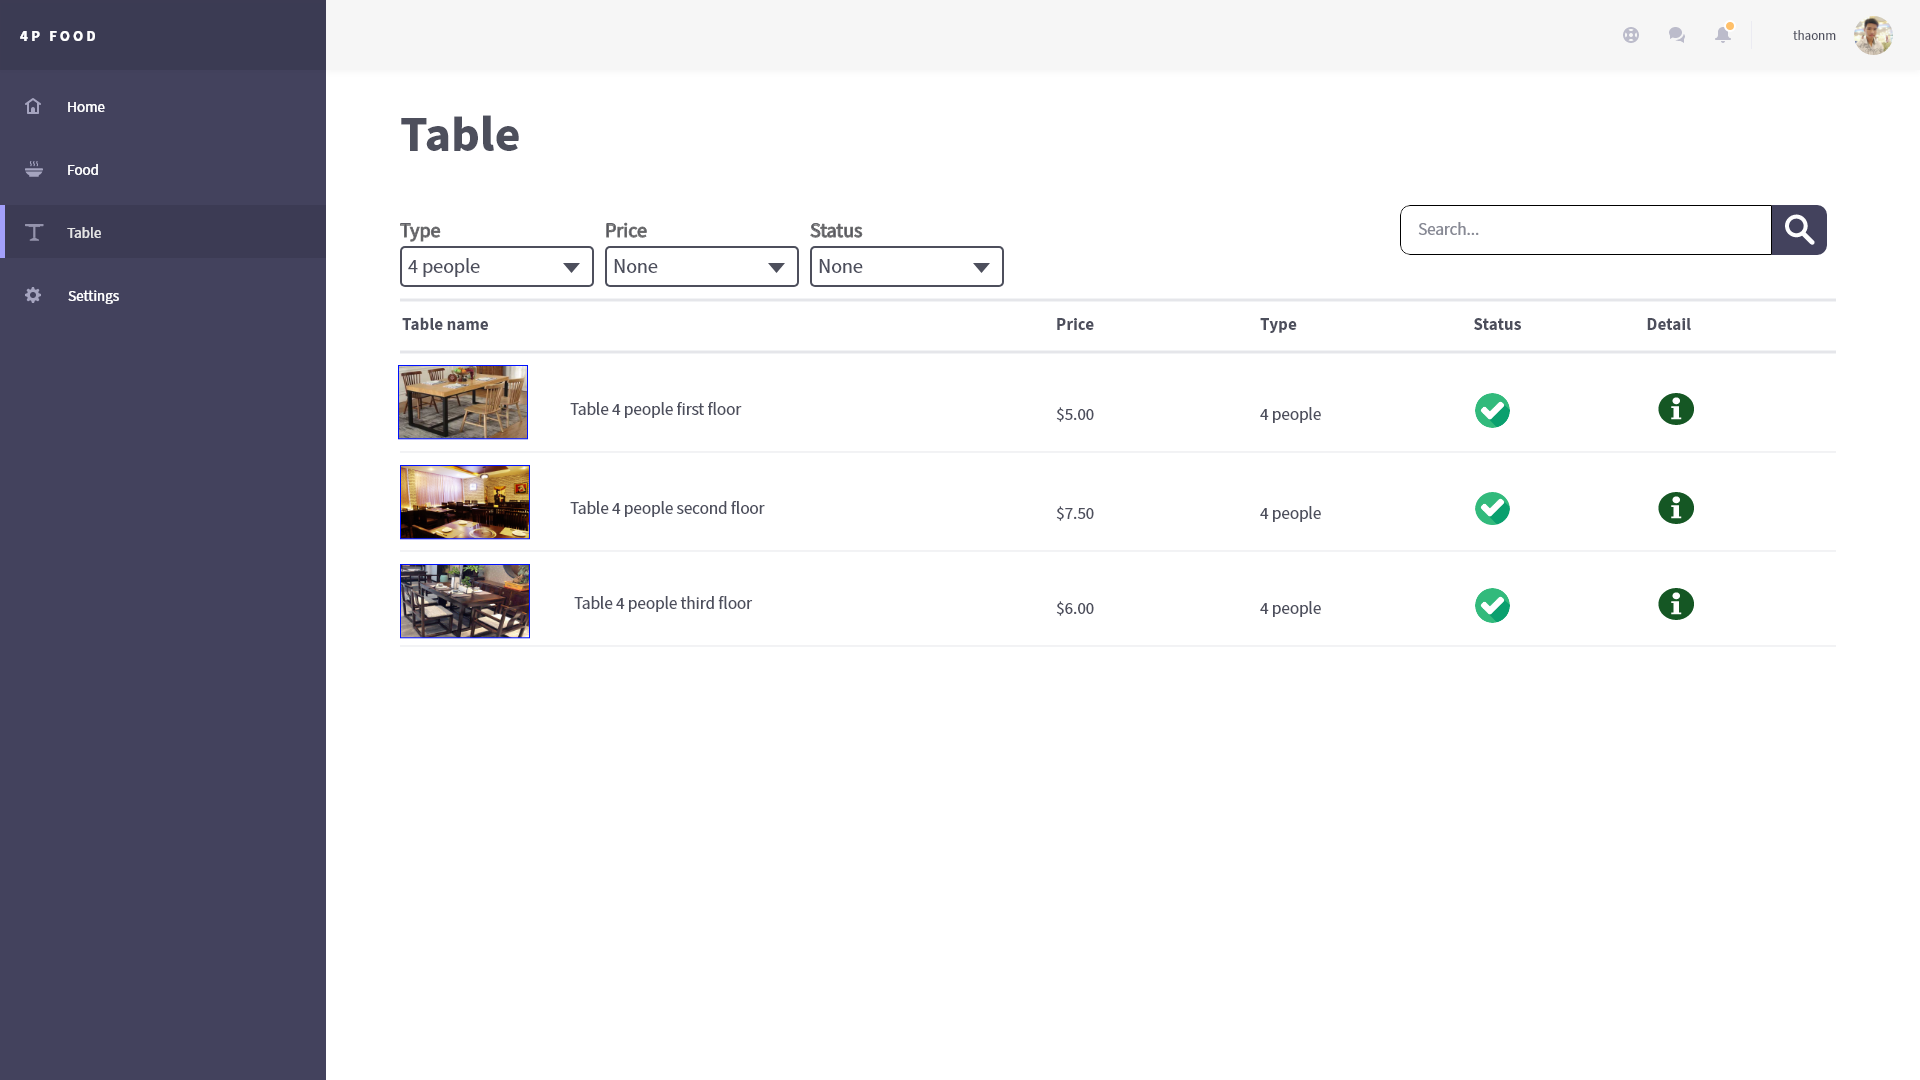 4P FOOD
thaonm
Home
Food
Table
Settings
Table
Type Price Status
4 people None None
Search...
Table name Price Type Status Detail
Table 4 people first floor $5.00 4 people
Table 4 people second floor $7.50 4 people
Table 4 people third floor $6.00 4 people